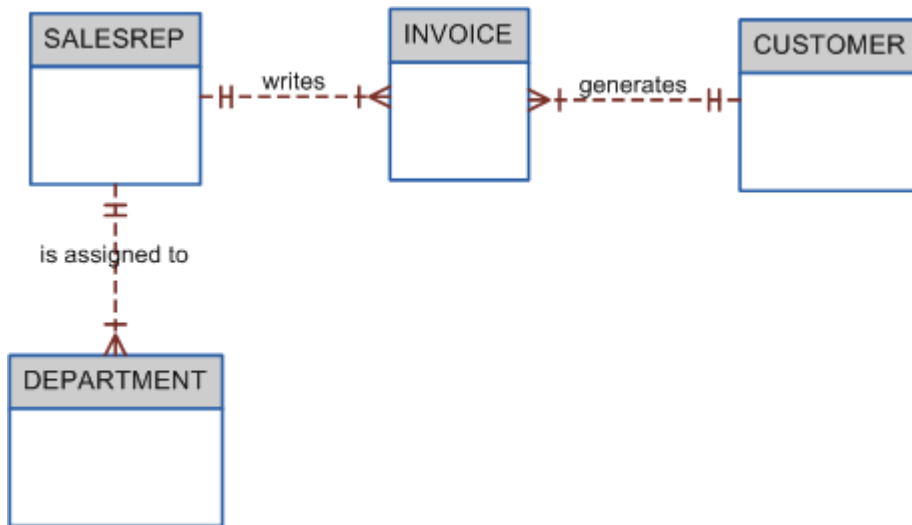 SALESREP
INVOICE
CUSTOMER
writes
generates
is assigned to
DEPARTMENT